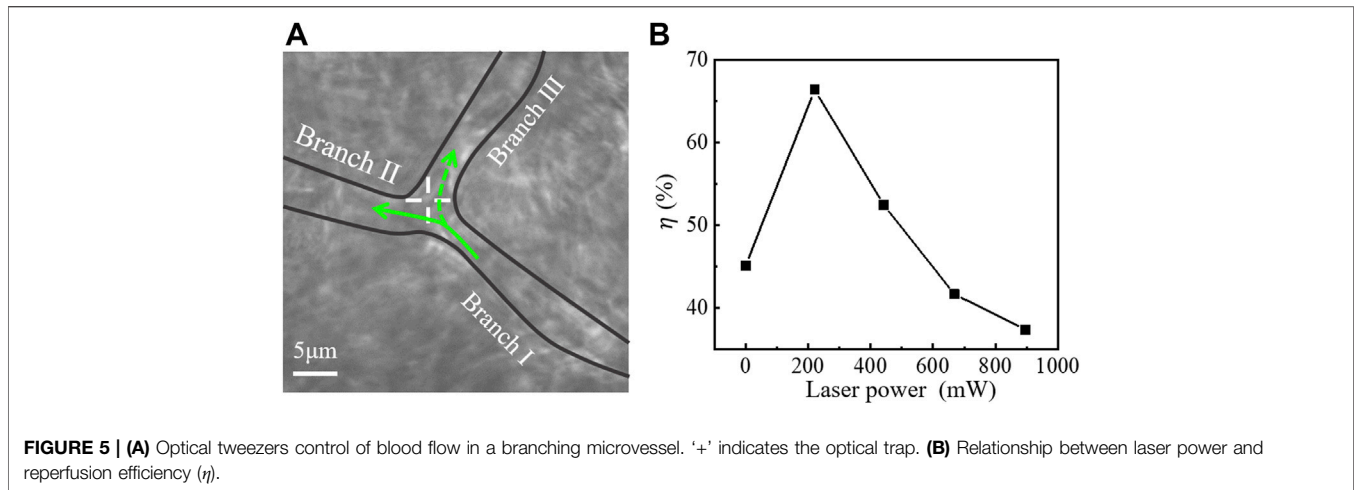 A
Branch II
Branch III
Branch I
5μm
B
70
60
50
40
η (%)
0 200 400 600 800 1000
Laser power (mW)
FIGURE 5 | (A) Optical tweezers control of blood flow in a branching microvessel. ‘+’ indicates the optical trap. (B) Relationship between laser power and
reperfusion efficiency (η).